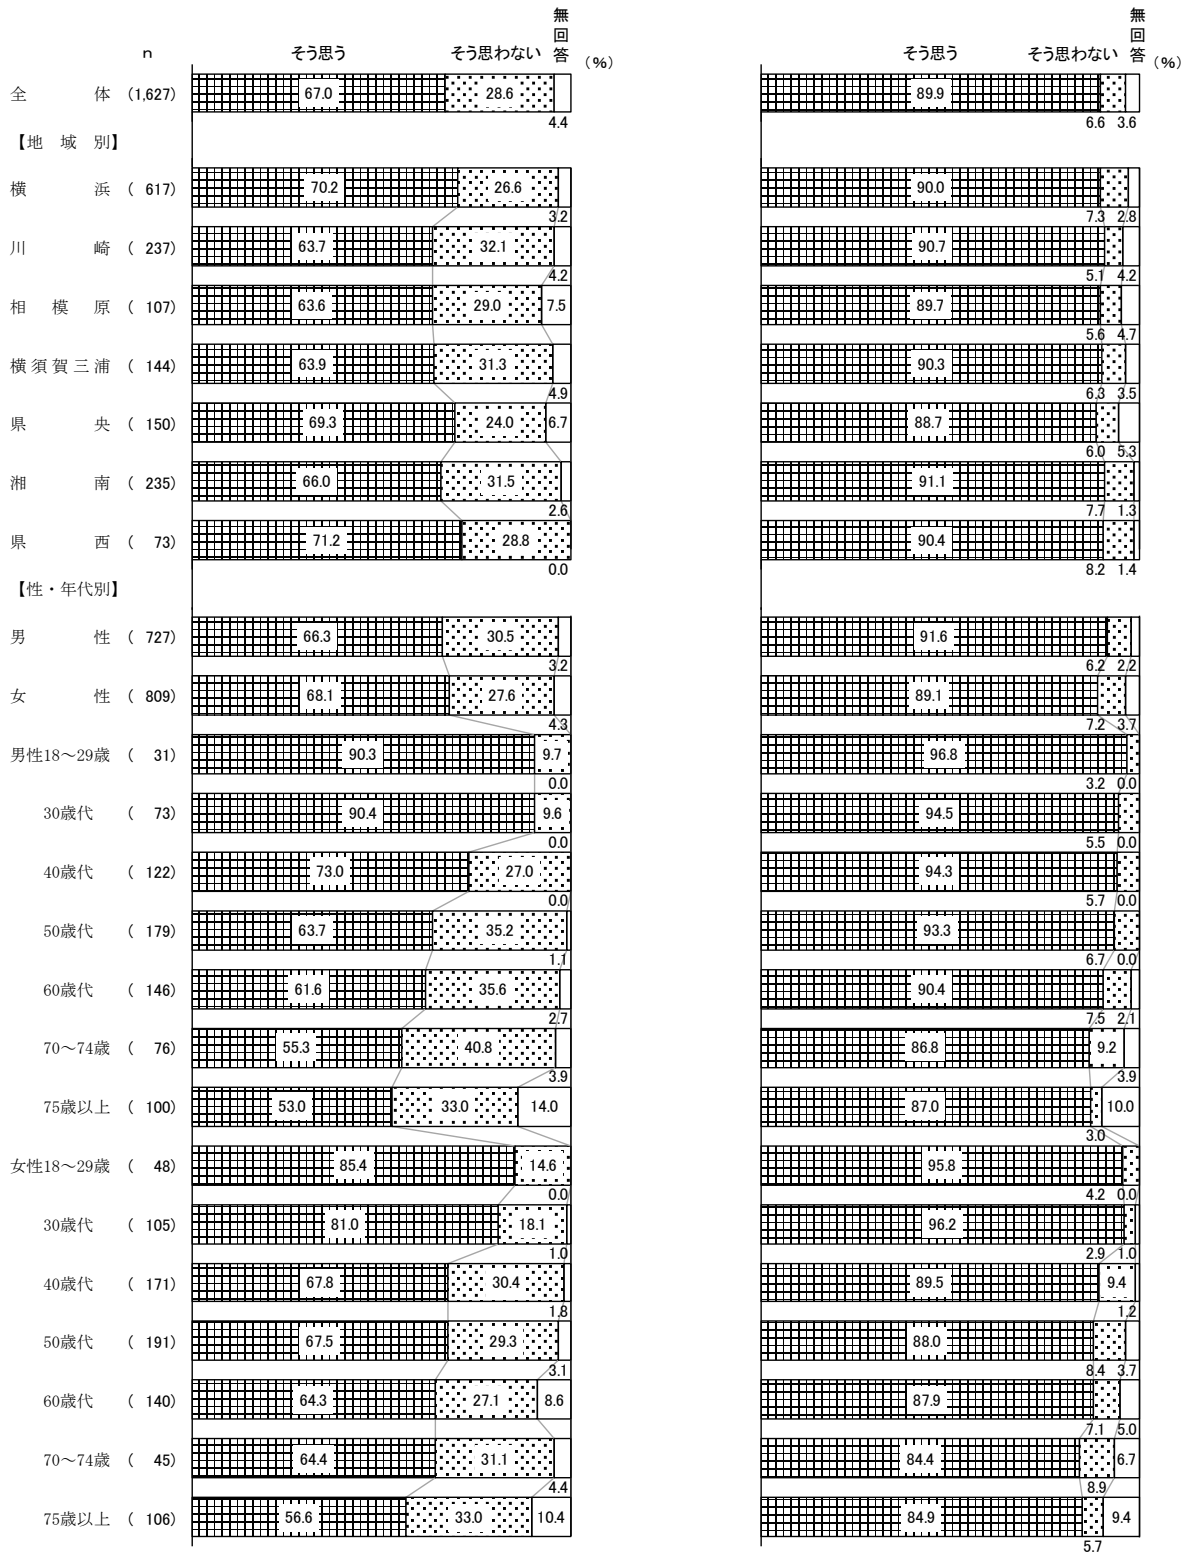 無回答 無回答
n そう思う そう思わない (%) そう思う そう思わない (%)
全体 (1,627) 67.0 28.6 89.9
4.4 6.6 3.6
【地域別】
横浜 ( 617) 70.2 26.6 90.0
3.2 7.3 2.8
川崎 ( 237) 63.7 32.1 90.7
4.2 5.1 4.2
相模原 ( 107) 63.6 29.0 7.5 89.7
5.6 4.7
横須賀三浦 ( 144) 63.9 31.3 90.3
4.9 6.3 3.5
県央 ( 150) 69.3 24.0 6.7 88.7
6.0 5.3
湘南 ( 235) 66.0 31.5 91.1
2.6 7.7 1.3
県西 ( 73) 71.2 28.8 90.4
0.0 8.2 1.4
【性・年代別】
男性 ( 727) 66.3 30.5 91.6
3.2 6.2 2.2
女性 ( 809) 68.1 27.6 89.1
4.3 7.2 3.7
男性18～29歳 ( 31) 90.3 9.7 96.8
0.0 3.2 0.0
30歳代 ( 73) 90.4 9.6 94.5
0.0 5.5 0.0
40歳代 ( 122) 73.0 27.0 94.3
0.0 5.7 0.0
50歳代 ( 179) 63.7 35.2 93.3
1.1 6.7 0.0
60歳代 ( 146) 61.6 35.6 90.4
2.7 7.5 2.1
70～74歳 ( 76) 55.3 40.8 86.8 9.2
3.9 3.9
75歳以上 ( 100) 53.0 33.0 14.0 87.0 10.0
3.0
女性18～29歳 ( 48) 85.4 14.6 95.8
0.0 4.2 0.0
30歳代 ( 105) 81.0 18.1 96.2
1.0 2.9 1.0
40歳代 ( 171) 67.8 30.4 89.5 9.4
1.8 1.2
50歳代 ( 191) 67.5 29.3 88.0
3.1 8.4 3.7
60歳代 ( 140) 64.3 27.1 8.6 87.9
7.1 5.0
70～74歳 ( 45) 64.4 31.1 84.4 6.7
4.4 8.9
75歳以上 ( 106) 56.6 33.0 10.4 84.9 9.4
5.7